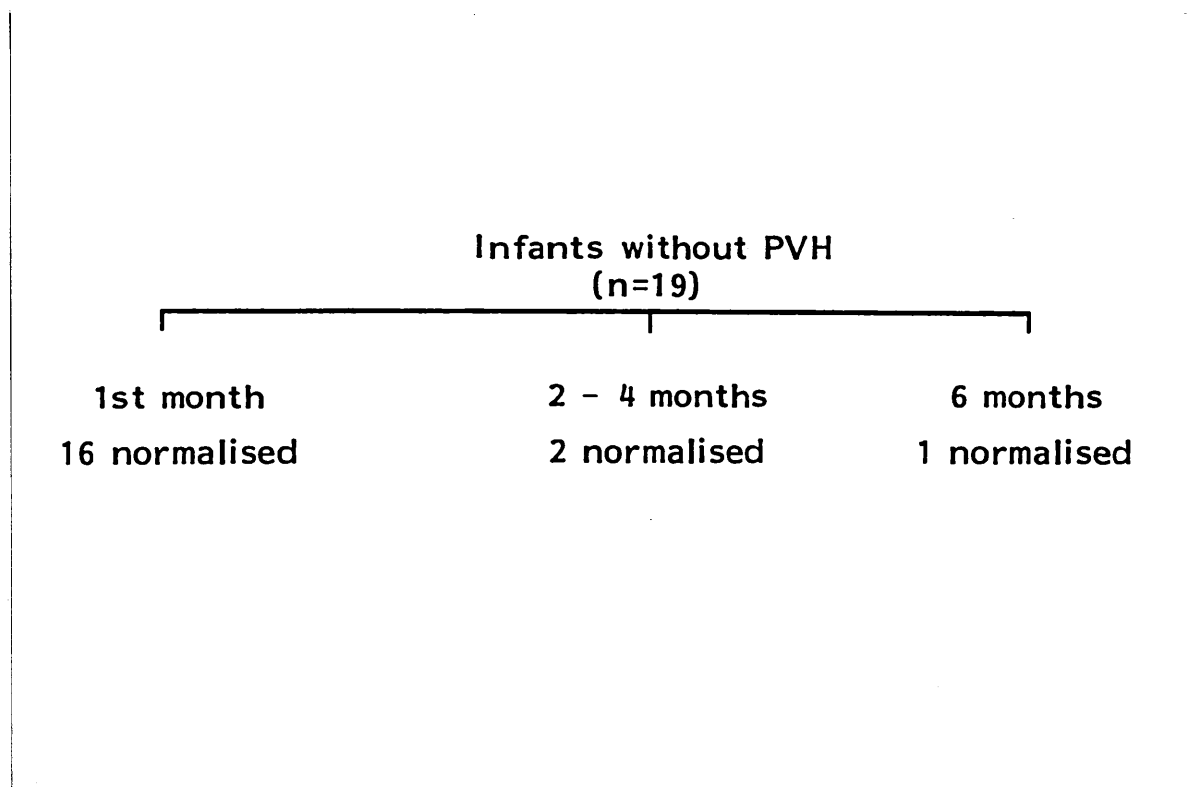 Infants without PVH
(n=19)
1st month 2 - 4 months 6 months
16 normalised 2 normalised 1 normalised